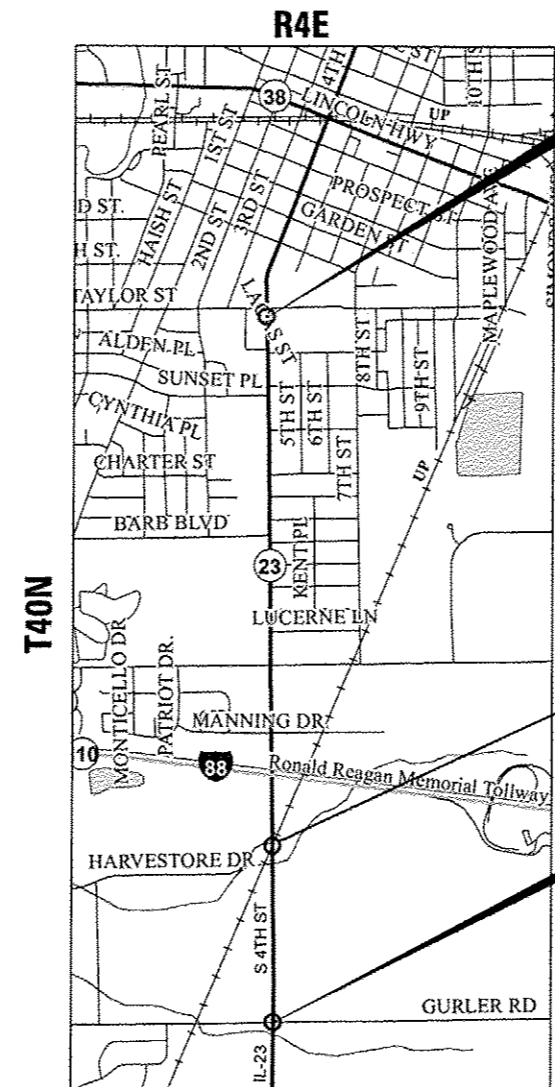 R4E
T40N
4TH
10TH S
UP
38
LINCOLN HWY
PEARL ST
1ST ST
HAISH ST
2ND ST
3RD ST
PROSPECT ST
GARDEN ST
MAPLEWOOD AVE
D ST.
H ST.
TAYLOR ST
LACAS ST
ALDEN PL
SUNSET PL
CYNTHIA PL
CHARTER ST
BARB BLVD
5TH ST
6TH ST
7TH ST
8TH ST
9TH ST
UP
23
KENT PL
LUCERNE LN
MONTICELLO DR.
PATRIOT DR.
MANNING DR
10
88
Ronald Reagan Memorial Tollway
HARVESTORE DR.
S 4TH ST
GURLER RD
IL-23